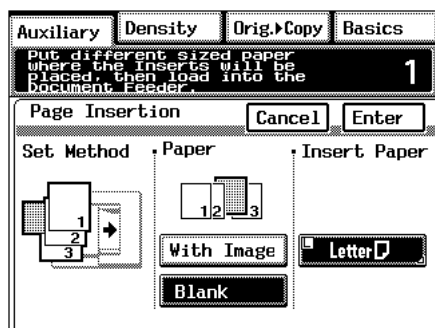 Auxiliary Density Orig.▸Copy Basics
Put different sized paper
where the Inserts will be
placed, then load into the
Document Feeder.
1
Page Insertion Cancel Enter
Set Method Paper Insert Paper
1
2
3
1 2 3
With Image
Letter
Blank